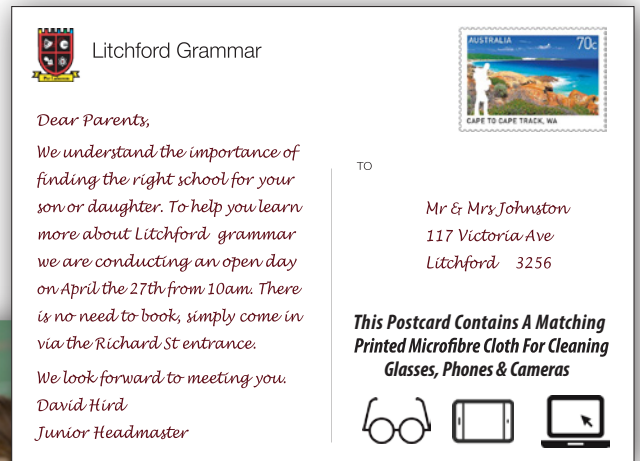 Litchford Grammar
AUSTRALIA 70c
CAPE TO CAPE TRACK, WA
Dear Parents,
We understand the importance of
finding the right school for your
son or daughter. To help you learn
more about Litchford grammar
we are conducting an open day
on April the 27th from 10am. There
is no need to book, simply come in
via the Richard St entrance.
We look forward to meeting you.
David Hird
Junior Headmaster
TO
Mr & Mrs Johnston
117 Victoria Ave
Litchford 3256
This Postcard Contains A Matching
Printed Microfibre Cloth For Cleaning
Glasses, Phones & Cameras